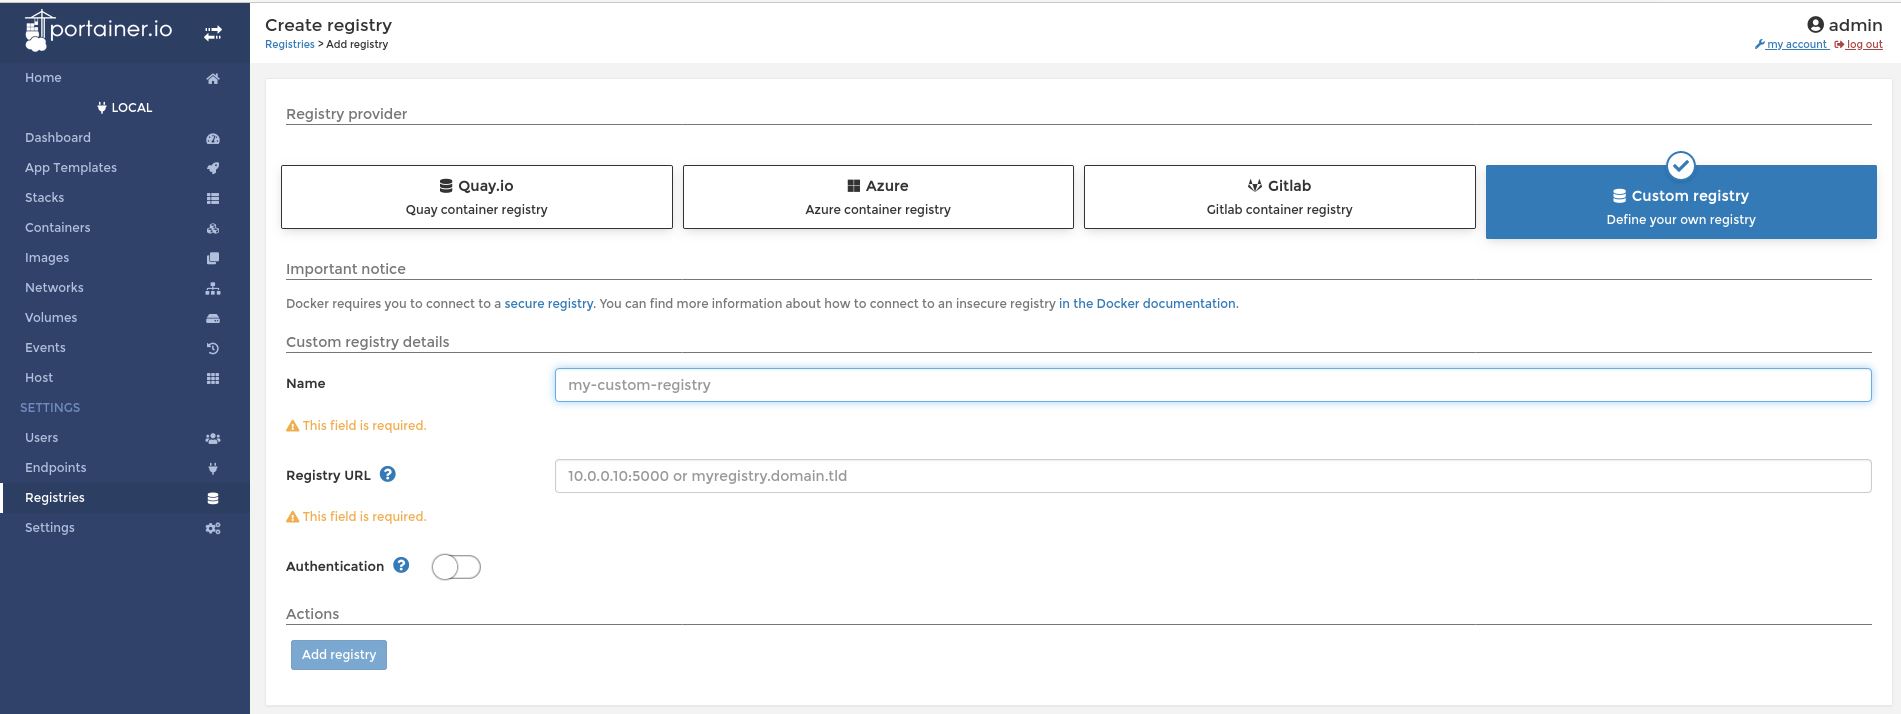 portainer.io
Home
LOCAL
Dashboard
App Templates
Stacks
Containers
Images
Networks
Volumes
Events
Host
SETTINGS
Users
Endpoints
Registries
Settings
Create registry
Registries > Add registry
admin
my account log out
Registry provider
Quay.io
Quay container registry
Azure
Azure container registry
Gitlab
Gitlab container registry
Custom registry
Define your own registry
Important notice
Docker requires you to connect to a secure registry. You can find more information about how to connect to an insecure registry in the Docker documentation.
Custom registry details
Name
my-custom-registry
This field is required.
Registry URL
10.0.0.10:5000 or myregistry.domain.tld
This field is required.
Authentication
Actions
Add registry